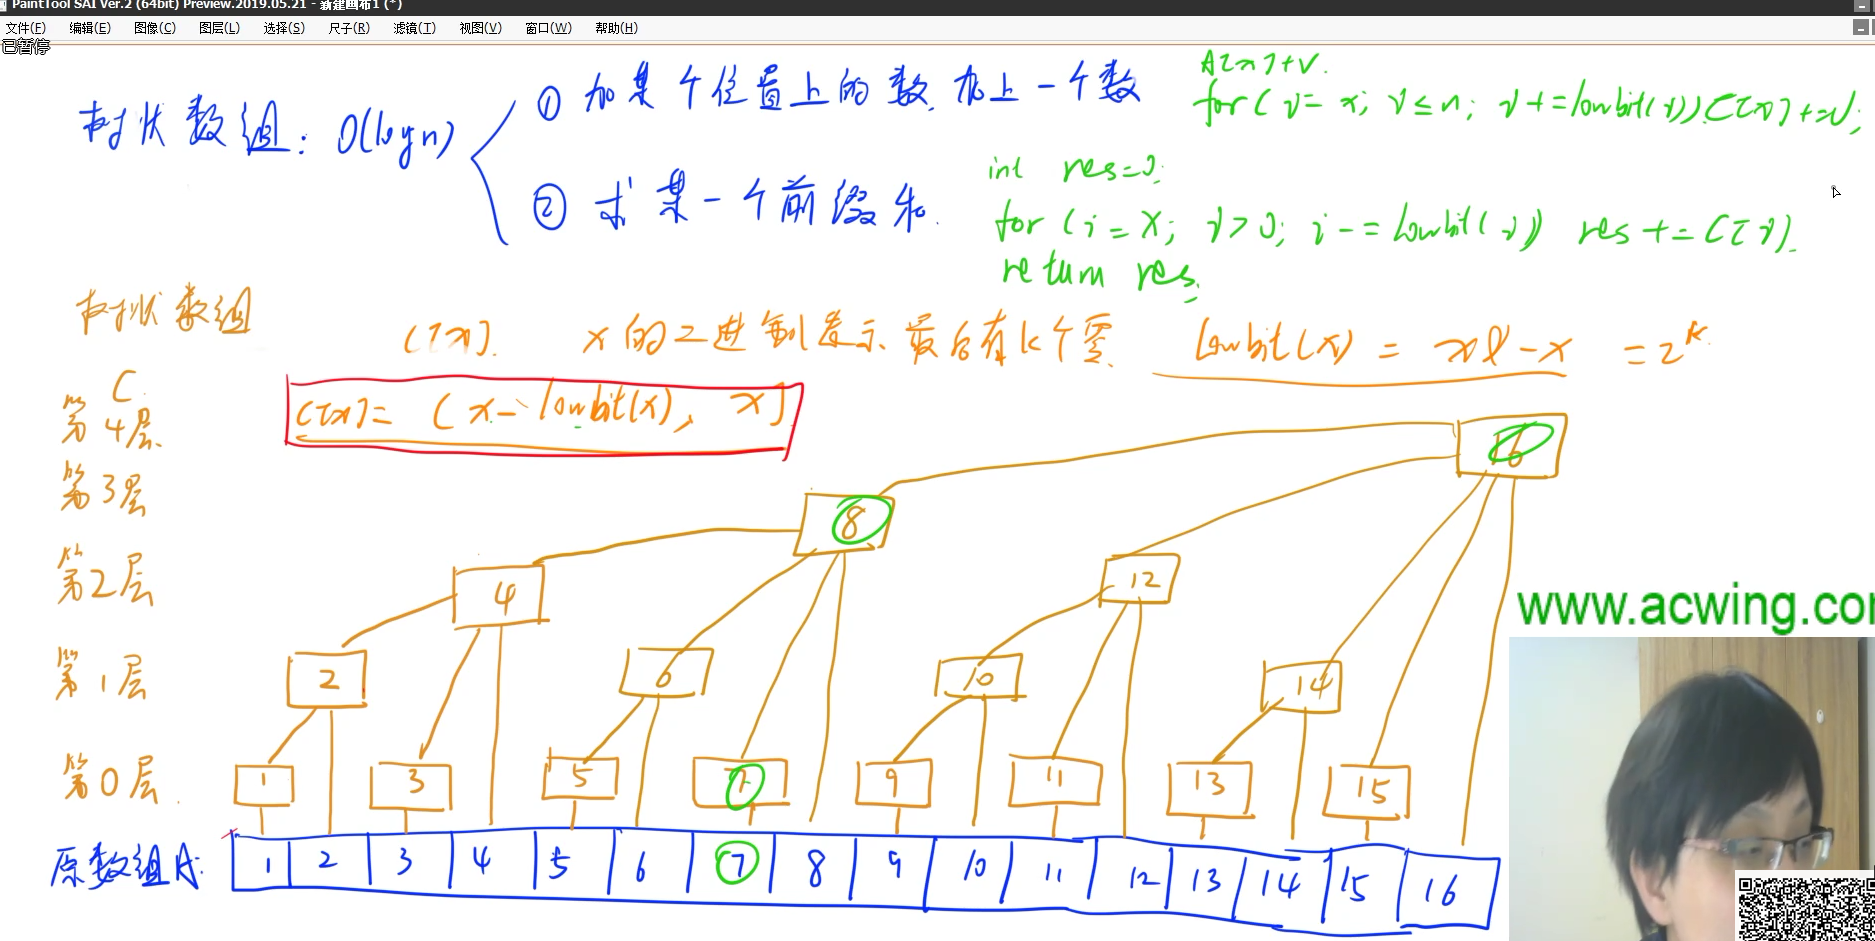 PaintTool SAI Ver.2 (64bit) Preview.2019.05.21 - 新建画布1 (*)
文件(F) 编辑(E) 图像(C) 图层(L) 选择(S) 尺子(R) 滤镜(T) 视图(V) 窗口(W) 帮助(H)
已暂停
A[x]+v.
树状数组: O(logn) ① 加某个位置上的数, 加上一个数
for(i=x; i≤n; i+=lowbit(i)) C[i]+=v;
int res=0;
② 求某一个前缀和.
for(i=x; i>0; i-=lowbit(i)) res+=C[i].
return res;
树状数组
C[x]. x的二进制表示最后有k个零. lowbit(x) = x&-x = 2^k.
C
C[x]= (x-lowbit(x), x]
第4层 16
第3层 8
第2层 4 12
www.acwing.co
第1层 2 6 10 14
第0层 1 3 5 7 9 11 13 15
原数组A: 1 2 3 4 5 6 7 8 9 10 11 12 13 14 15 16